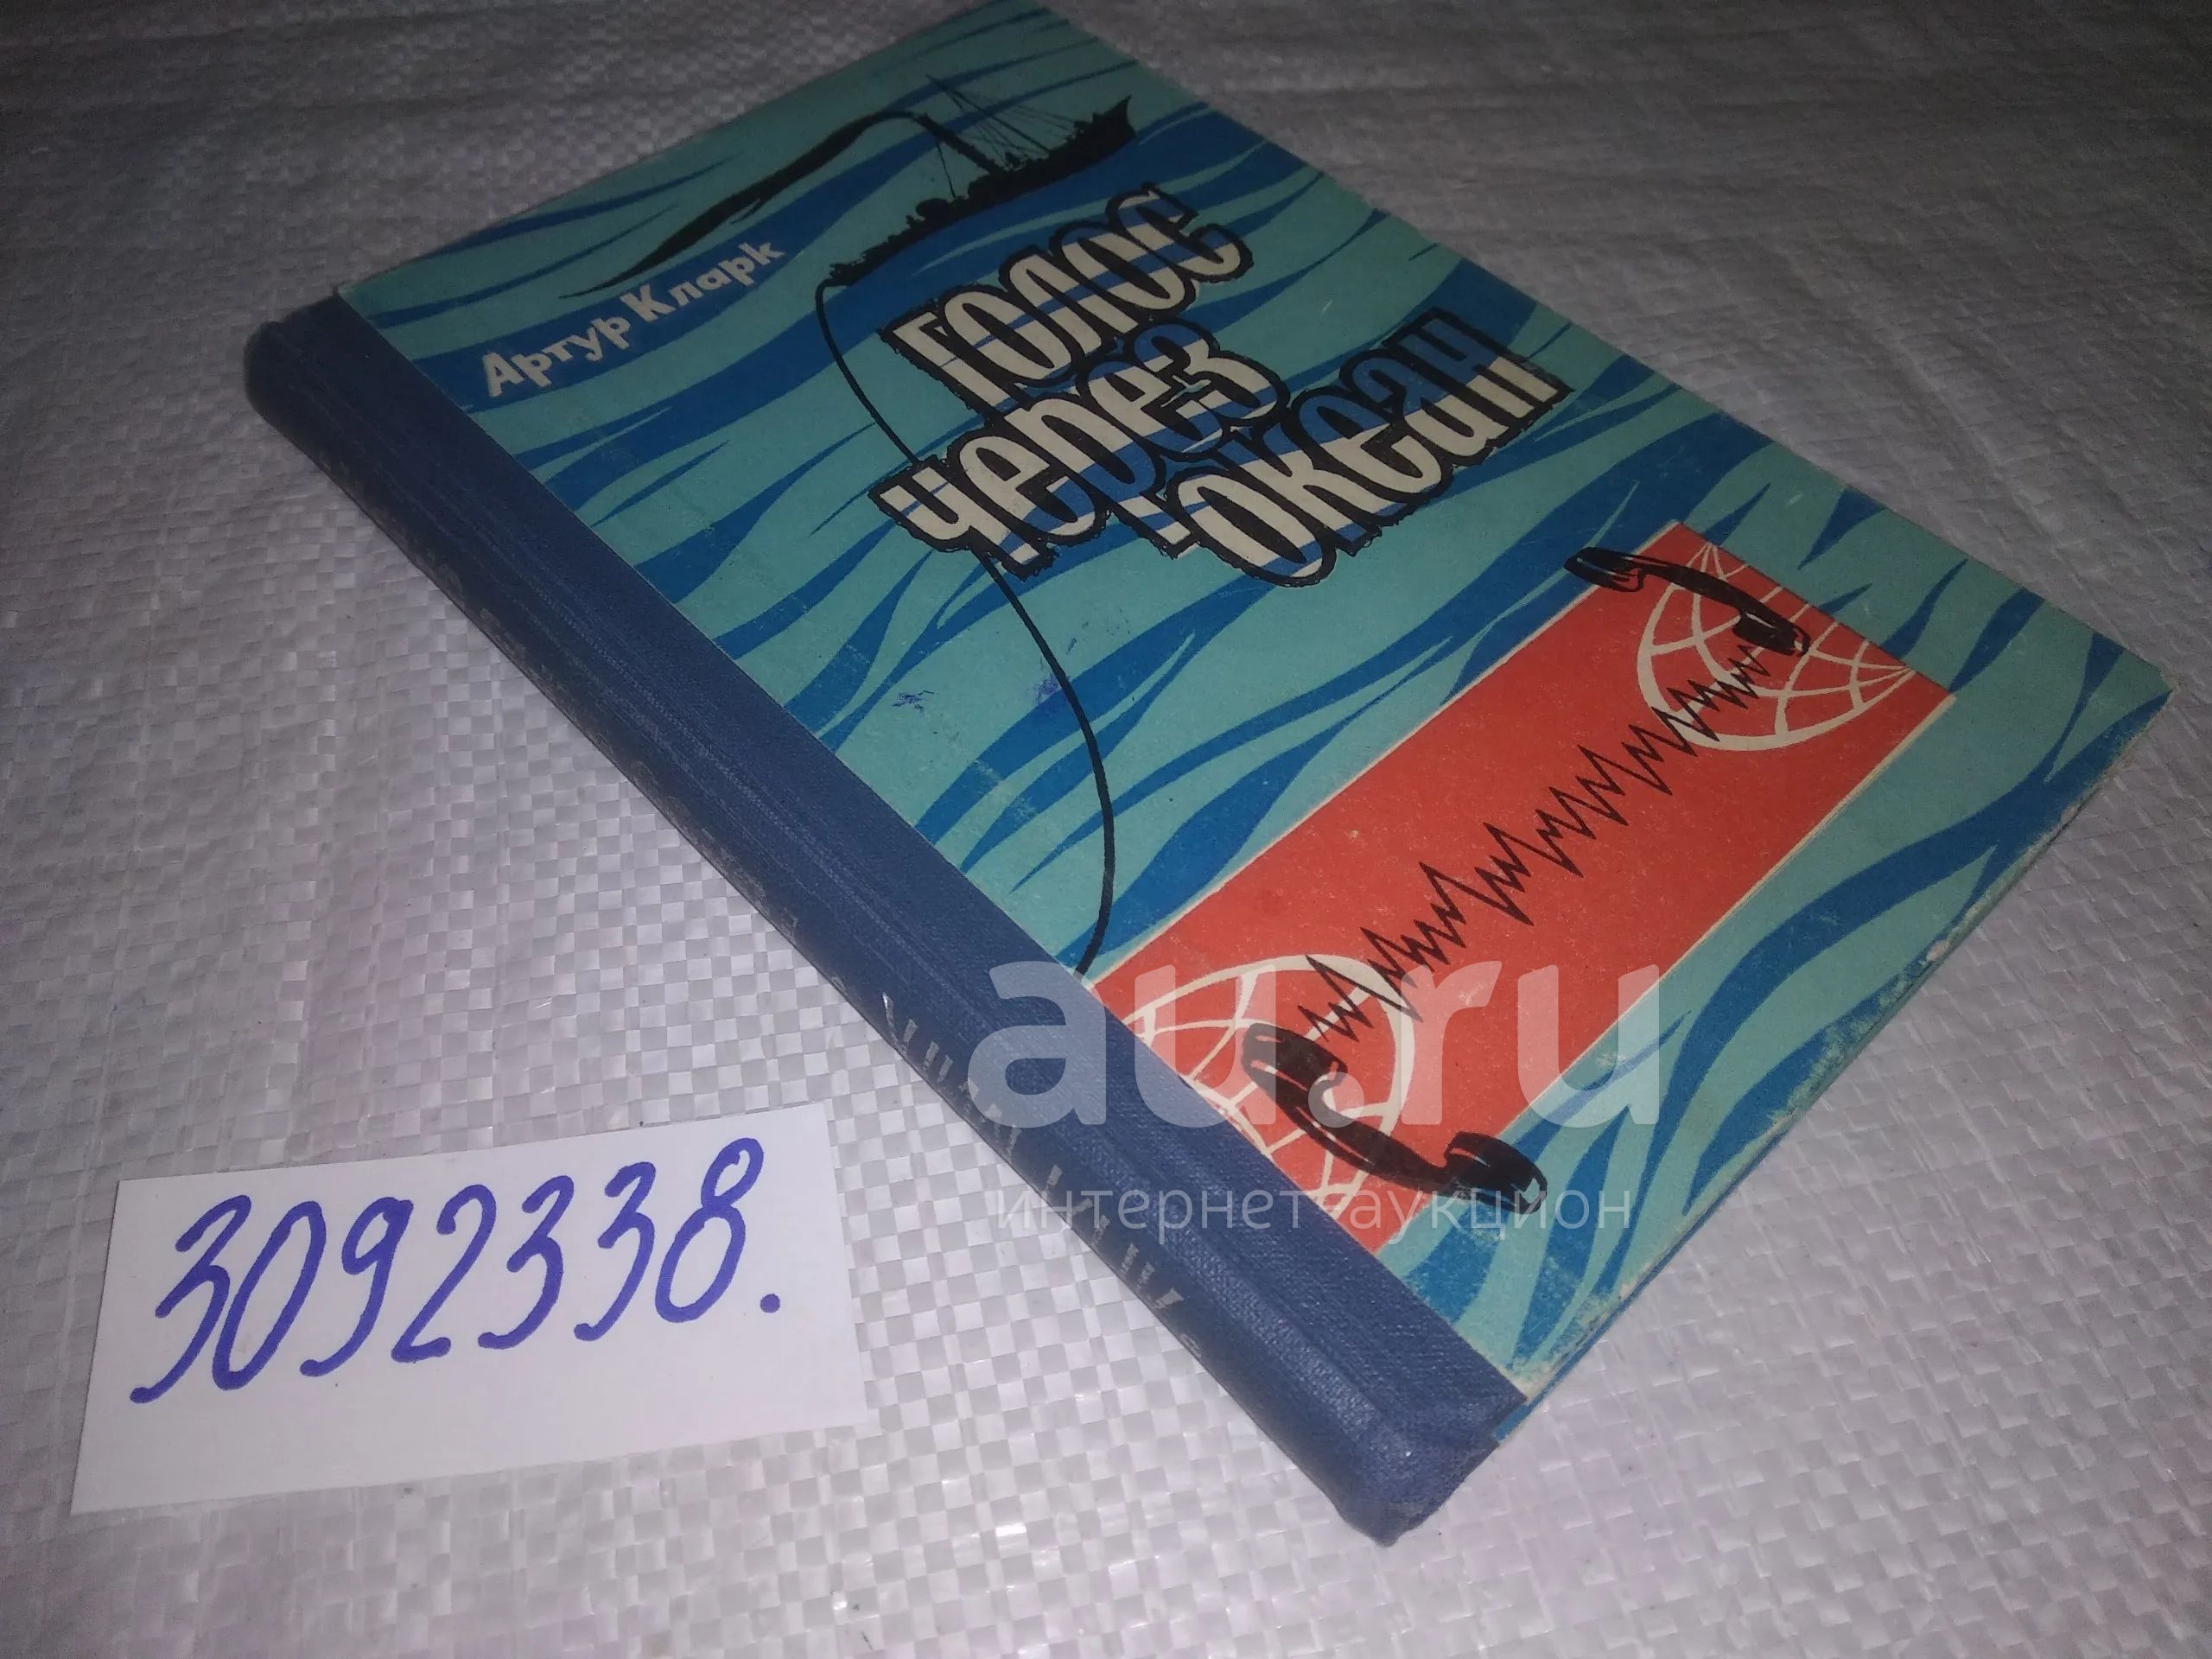 Артур Кларк
Голос
через
океан
au.ru
интернет-аукцион
3092338.